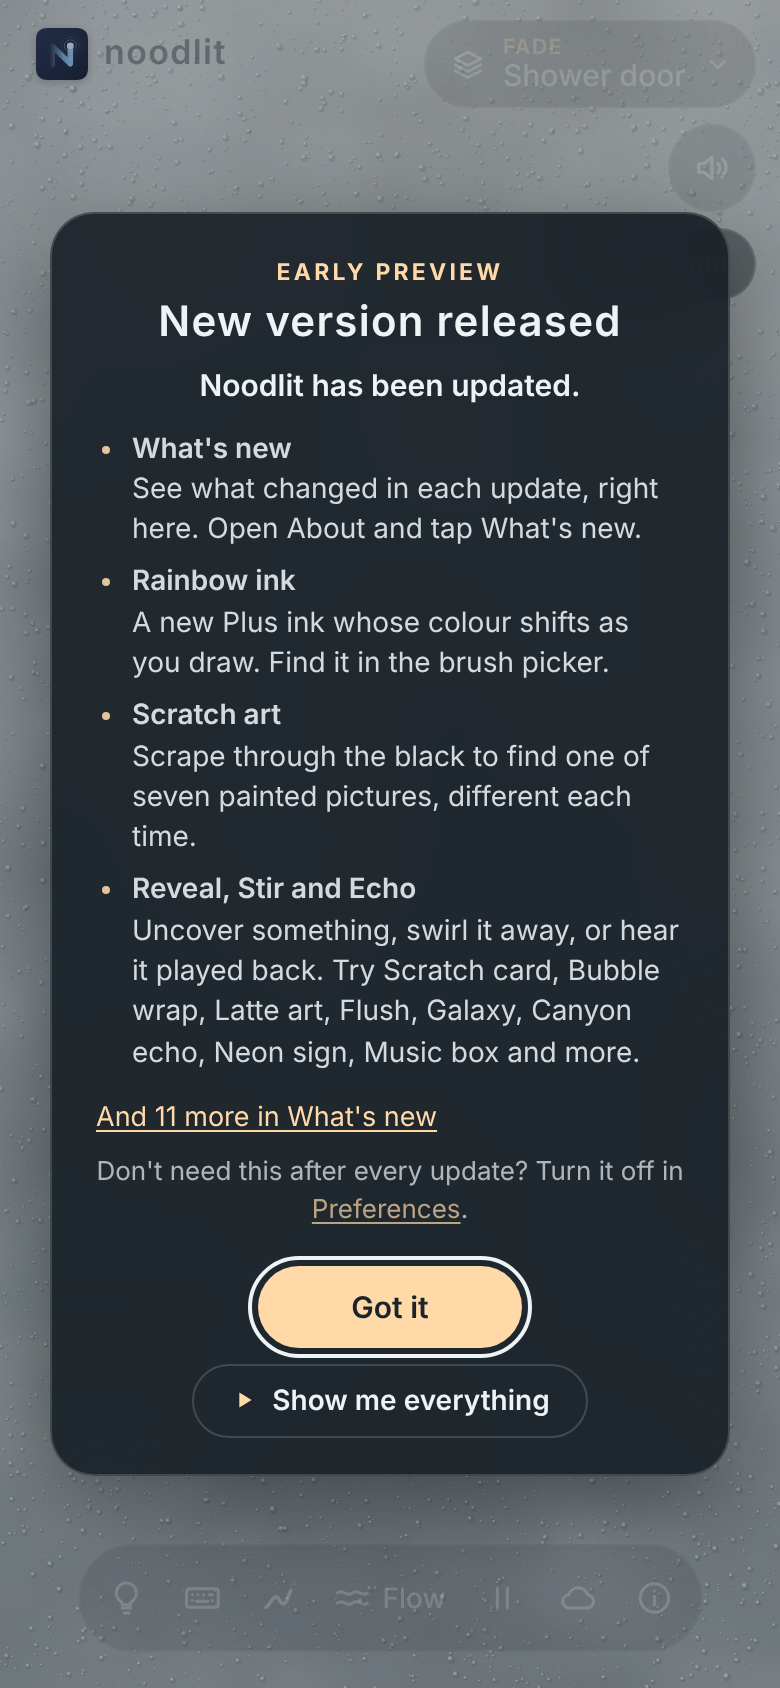 noodlit
FADE
Shower door
EARLY PREVIEW
New version released
Noodlit has been updated.
What's new
See what changed in each update, right
here. Open About and tap What's new.
Rainbow ink
A new Plus ink whose colour shifts as
you draw. Find it in the brush picker.
Scratch art
Scrape through the black to find one of
seven painted pictures, different each
time.
Reveal, Stir and Echo
Uncover something, swirl it away, or hear
it played back. Try Scratch card, Bubble
wrap, Latte art, Flush, Galaxy, Canyon
echo, Neon sign, Music box and more.
And 11 more in What's new
Don't need this after every update? Turn it off in
Preferences.
Got it
Show me everything
Flow